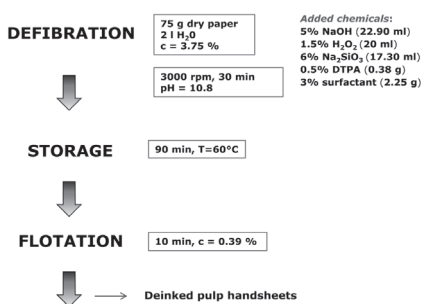 DEFIBRATION
75 g dry paper
2 l H₂0
c = 3.75 %
3000 rpm, 30 min
pH = 10.8
Added chemicals:
5% NaOH (22.90 ml)
1.5% H₂O₂ (20 ml)
6% Na₂SiO₃ (17.30 ml)
0.5% DTPA (0.38 g)
3% surfactant (2.25 g)
STORAGE
90 min, T=60°C
FLOTATION
10 min, c = 0.39 %
Deinked pulp handsheets